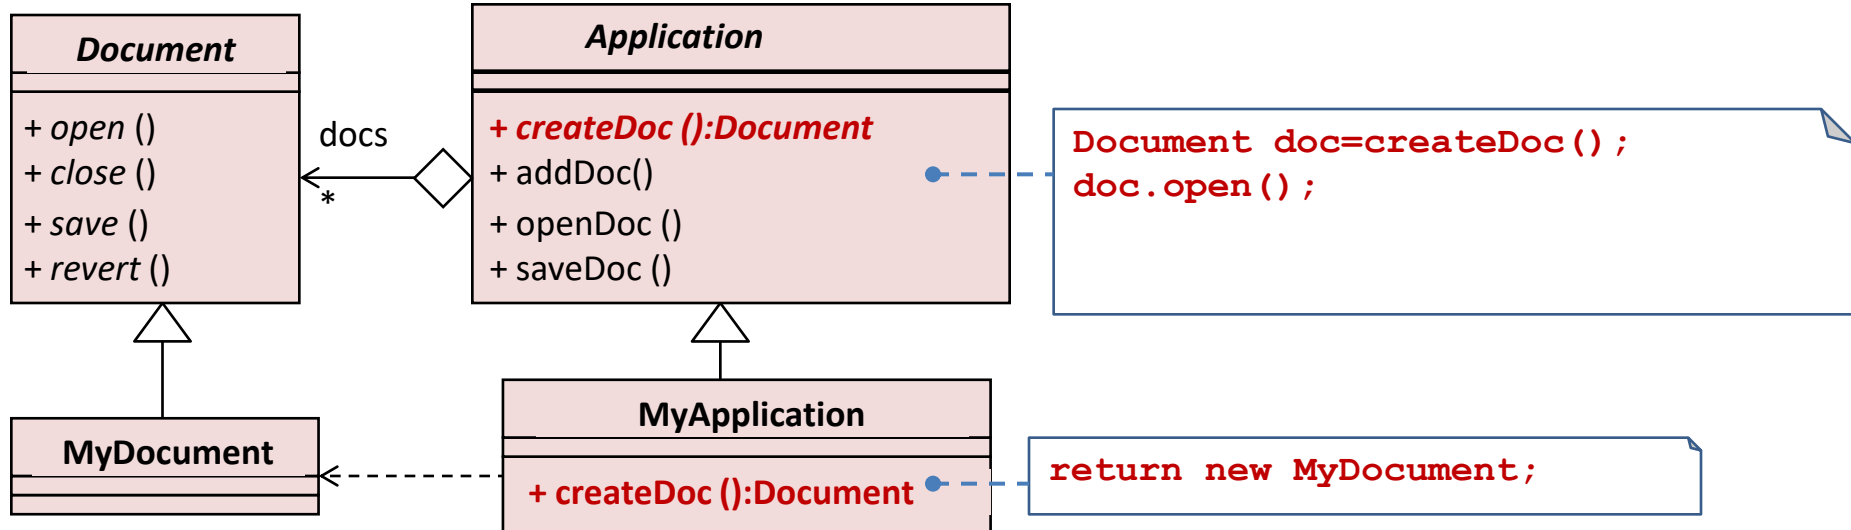 Document
+ open ()
+ close ()
+ save ()
+ revert ()
docs
*
Application
+ createDoc ():Document
+ addDoc()
+ openDoc ()
+ saveDoc ()
Document doc=createDoc();
doc.open();
MyDocument
MyApplication
+ createDoc ():Document
return new MyDocument;